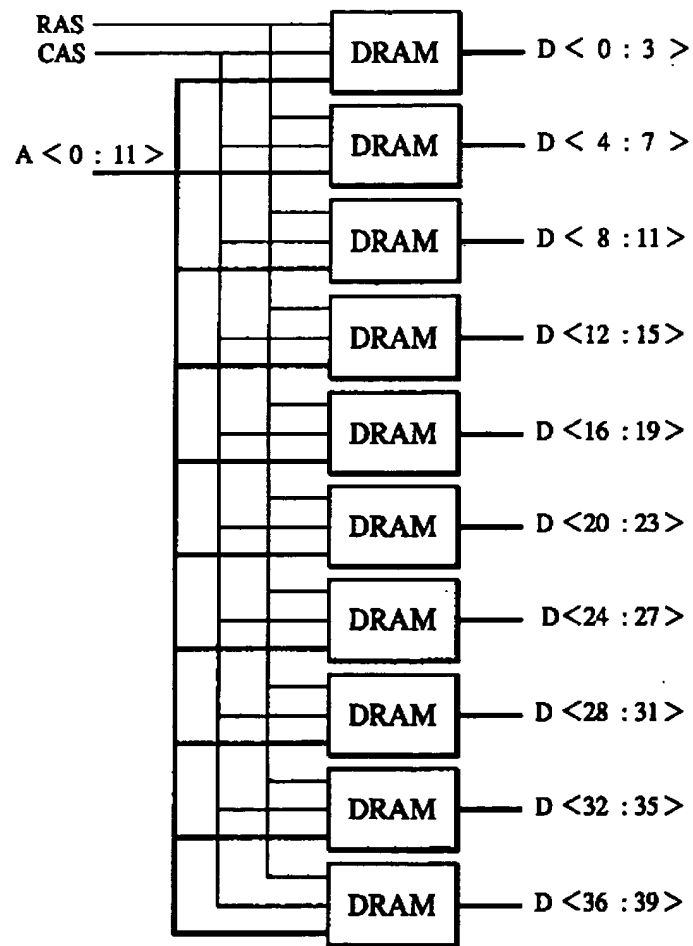 RAS
CAS
DRAM D < 0 : 3 >
A < 0 : 11 >
DRAM D < 4 : 7 >
DRAM D < 8 : 11 >
DRAM D <12 : 15>
DRAM D <16 : 19>
DRAM D <20 : 23>
DRAM D<24 : 27>
DRAM D <28 : 31>
DRAM D <32 : 35>
DRAM D <36 : 39>